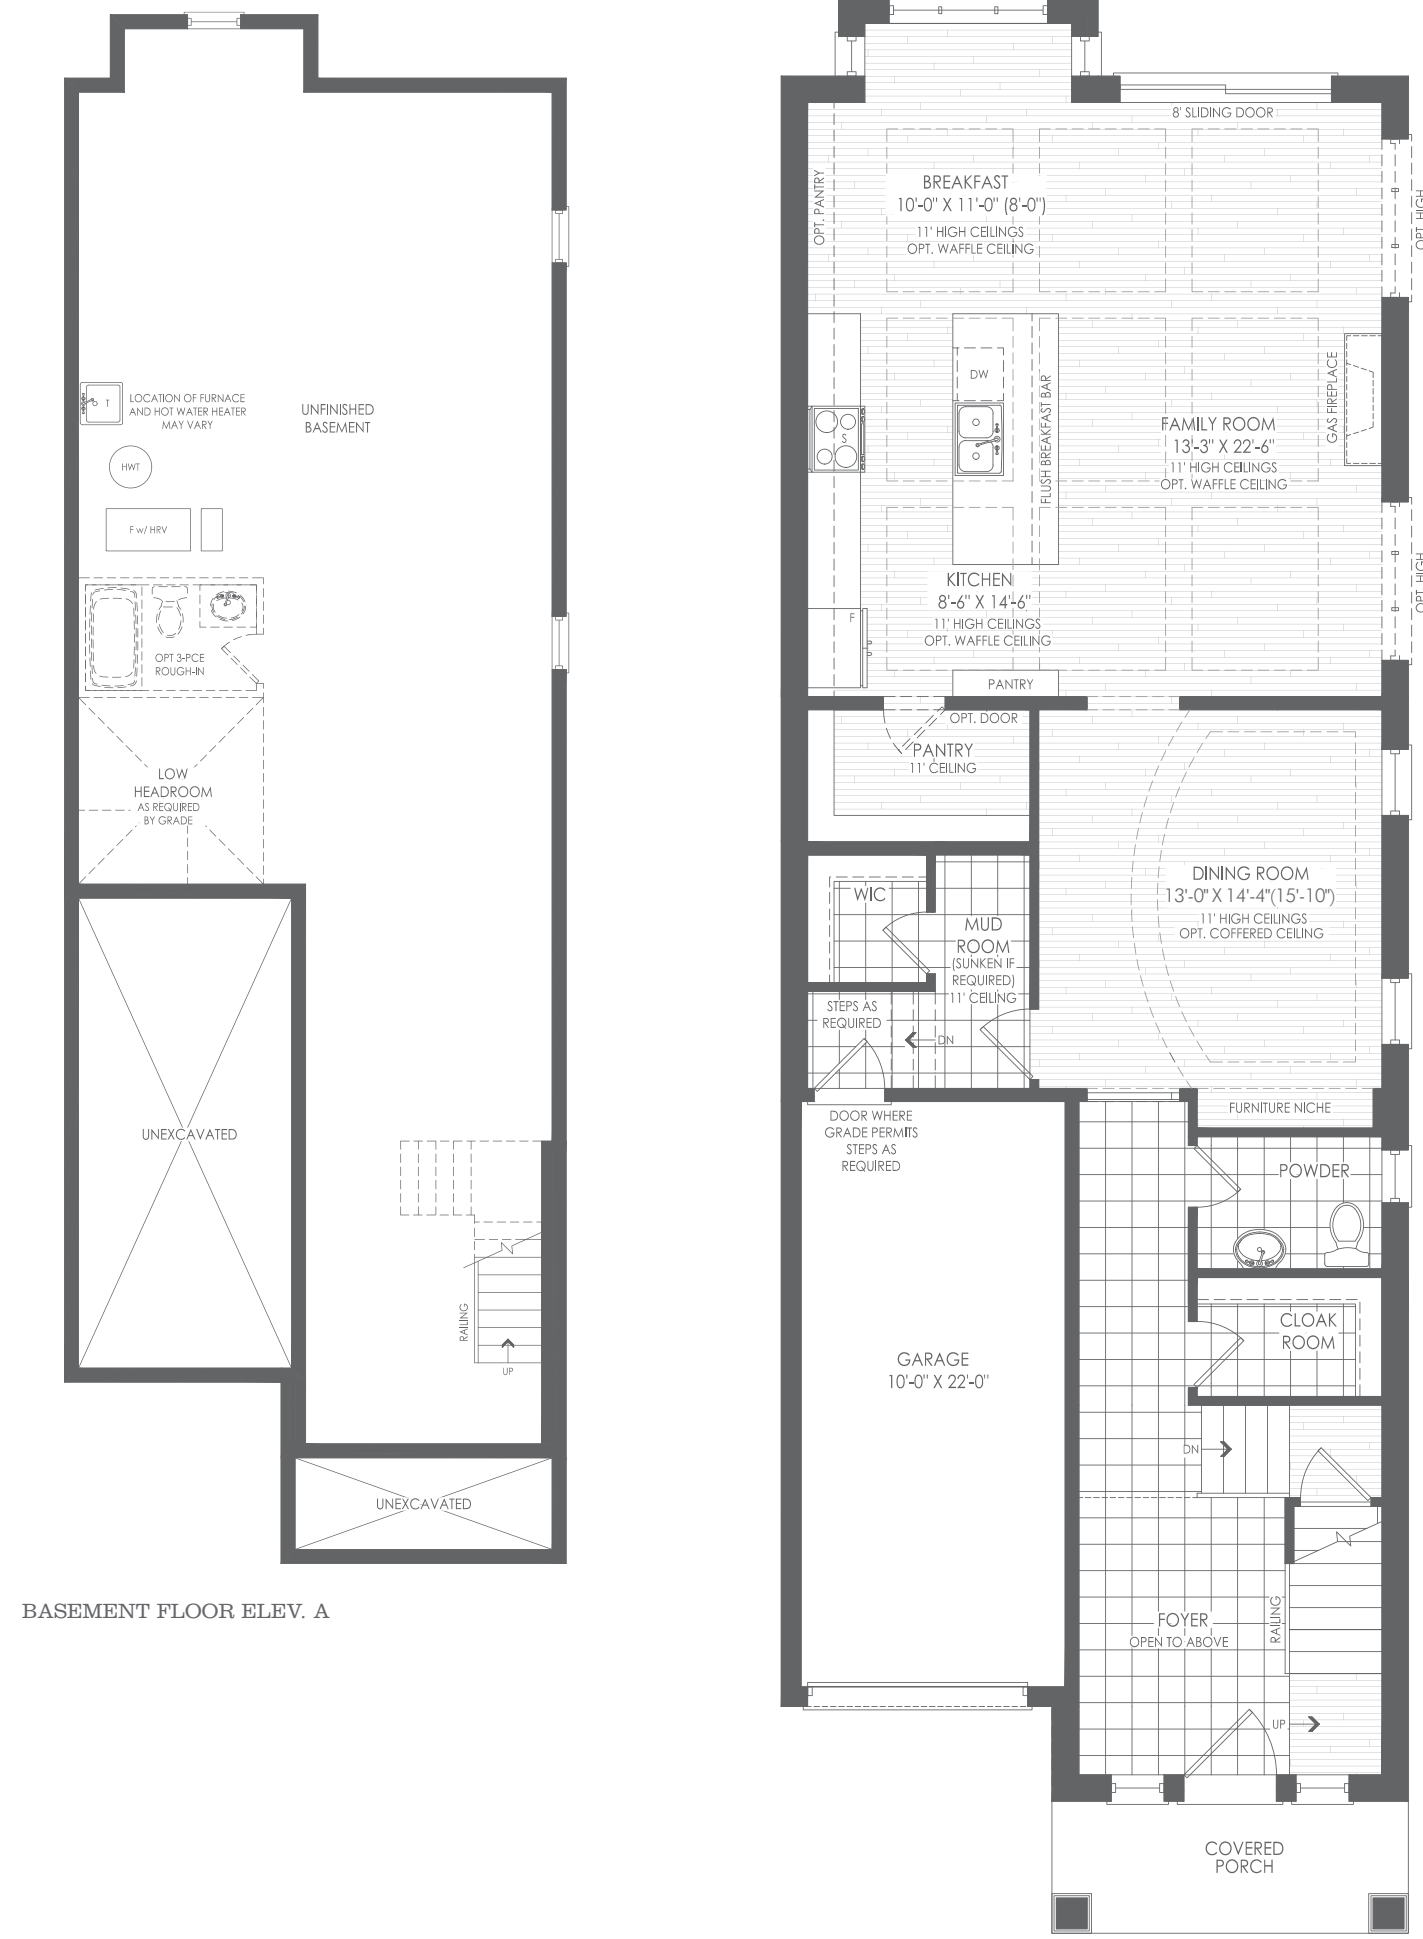 T
LOCATION OF FURNACE
AND HOT WATER HEATER
MAY VARY
UNFINISHED
BASEMENT
HWT
F w/ HRV
OPT 3-PCE
ROUGH-IN
LOW
HEADROOM
AS REQUIRED
BY GRADE
UNEXCAVATED
RAILING
UP
UNEXCAVATED
BASEMENT FLOOR ELEV. A
8' SLIDING DOOR
OPT. PANTRY
BREAKFAST
10'-0" X 11'-0" (8'-0")
11' HIGH CEILINGS
OPT. WAFFLE CEILING
OPT. HIGH
DW
S
FLUSH BREAKFAST BAR
GAS FIREPLACE
FAMILY ROOM
13'-3" X 22'-6"
11' HIGH CEILINGS
OPT. WAFFLE CEILING
OPT. HIGH
KITCHEN
8'-6" X 14'-6"
11' HIGH CEILINGS
OPT. WAFFLE CEILING
F
PANTRY
OPT. DOOR
PANTRY
11' CEILING
WIC
MUD
ROOM
(SUNKEN IF
REQUIRED)
11' CEILING
DINING ROOM
13'-0" X 14'-4"(15'-10")
11' HIGH CEILINGS
OPT. COFFERED CEILING
STEPS AS
REQUIRED
DN
DOOR WHERE
GRADE PERMITS
STEPS AS
REQUIRED
FURNITURE NICHE
POWDER
CLOAK
ROOM
GARAGE
10'-0" X 22'-0"
DN
FOYER
OPEN TO ABOVE
RAILING
UP
COVERED
PORCH